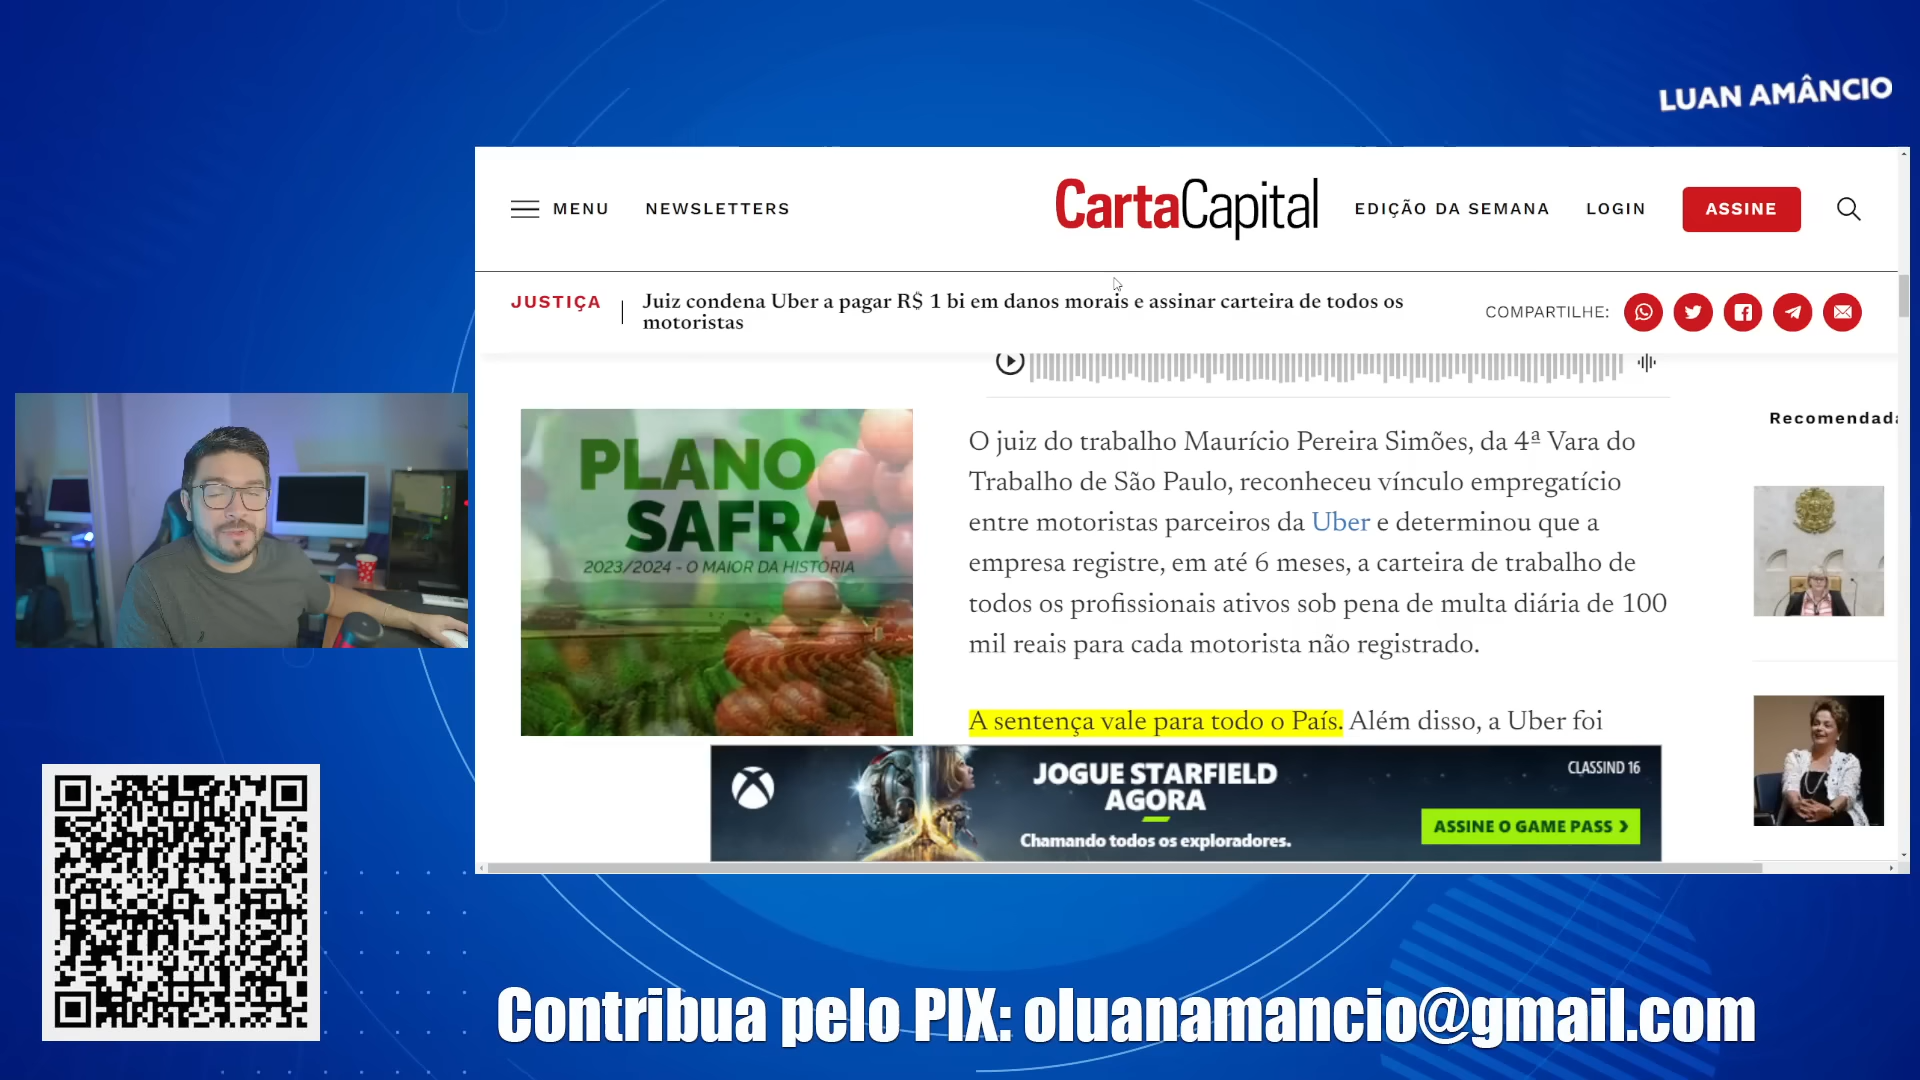 LUAN AMÂNCIO
MENU
NEWSLETTERS
CartaCapital
EDIÇÃO DA SEMANA
LOGIN
ASSINE
JUSTIÇA
Juiz condena Uber a pagar R$ 1 bi em danos morais e assinar carteira de todos os
motoristas
COMPARTILHE:
PLANO
SAFRA
2023/2024 - O MAIOR DA HISTÓRIA
O juiz do trabalho Maurício Pereira Simões, da 4ª Vara do
Trabalho de São Paulo, reconheceu vínculo empregatício
entre motoristas parceiros da Uber e determinou que a
empresa registre, em até 6 meses, a carteira de trabalho de
todos os profissionais ativos sob pena de multa diária de 100
mil reais para cada motorista não registrado.
A sentença vale para todo o País. Além disso, a Uber foi
Recomendada
JOGUE STARFIELD
AGORA
Chamando todos os exploradores.
CLASSIND 16
ASSINE O GAME PASS
Contribua pelo PIX: oluanamancio@gmail.com